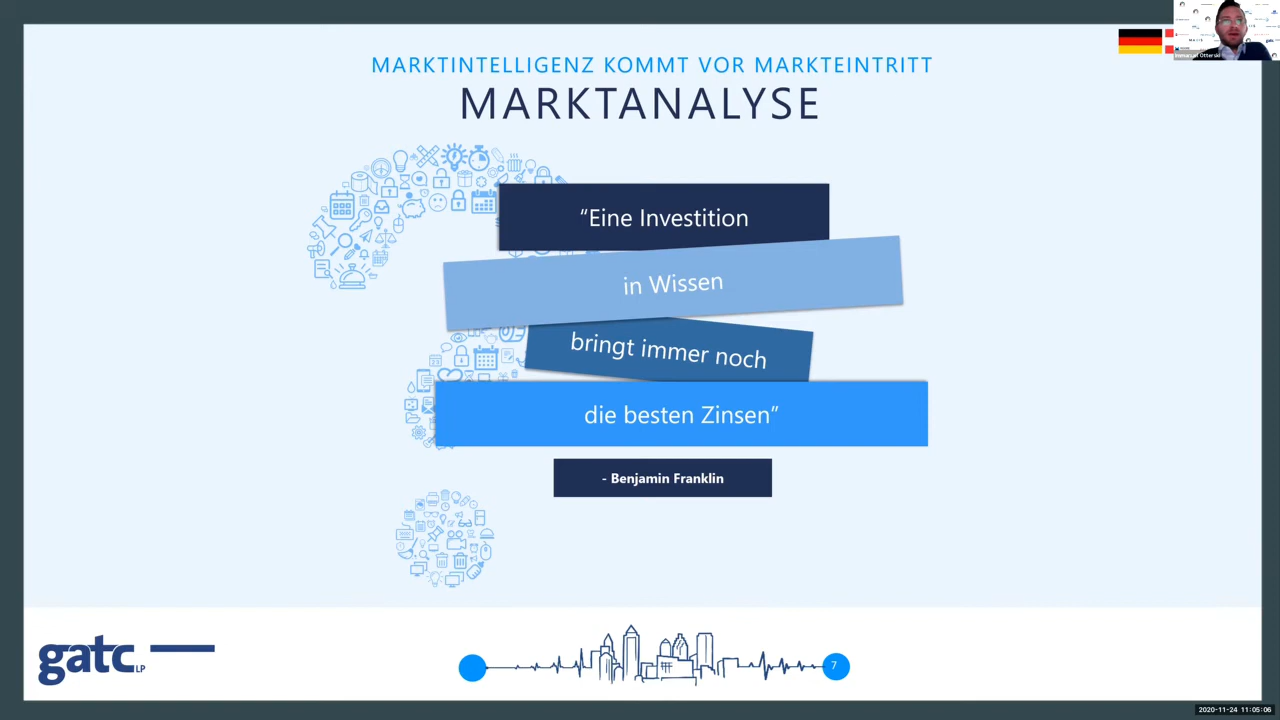 MARKTINTELLIGENZ KOMMT VOR MARKTEINTRITT
MARKTANALYSE
“Eine Investition
in Wissen
bringt immer noch
die besten Zinsen”
- Benjamin Franklin
gatc LP
7
gatc
2020-11-24 11:05:06